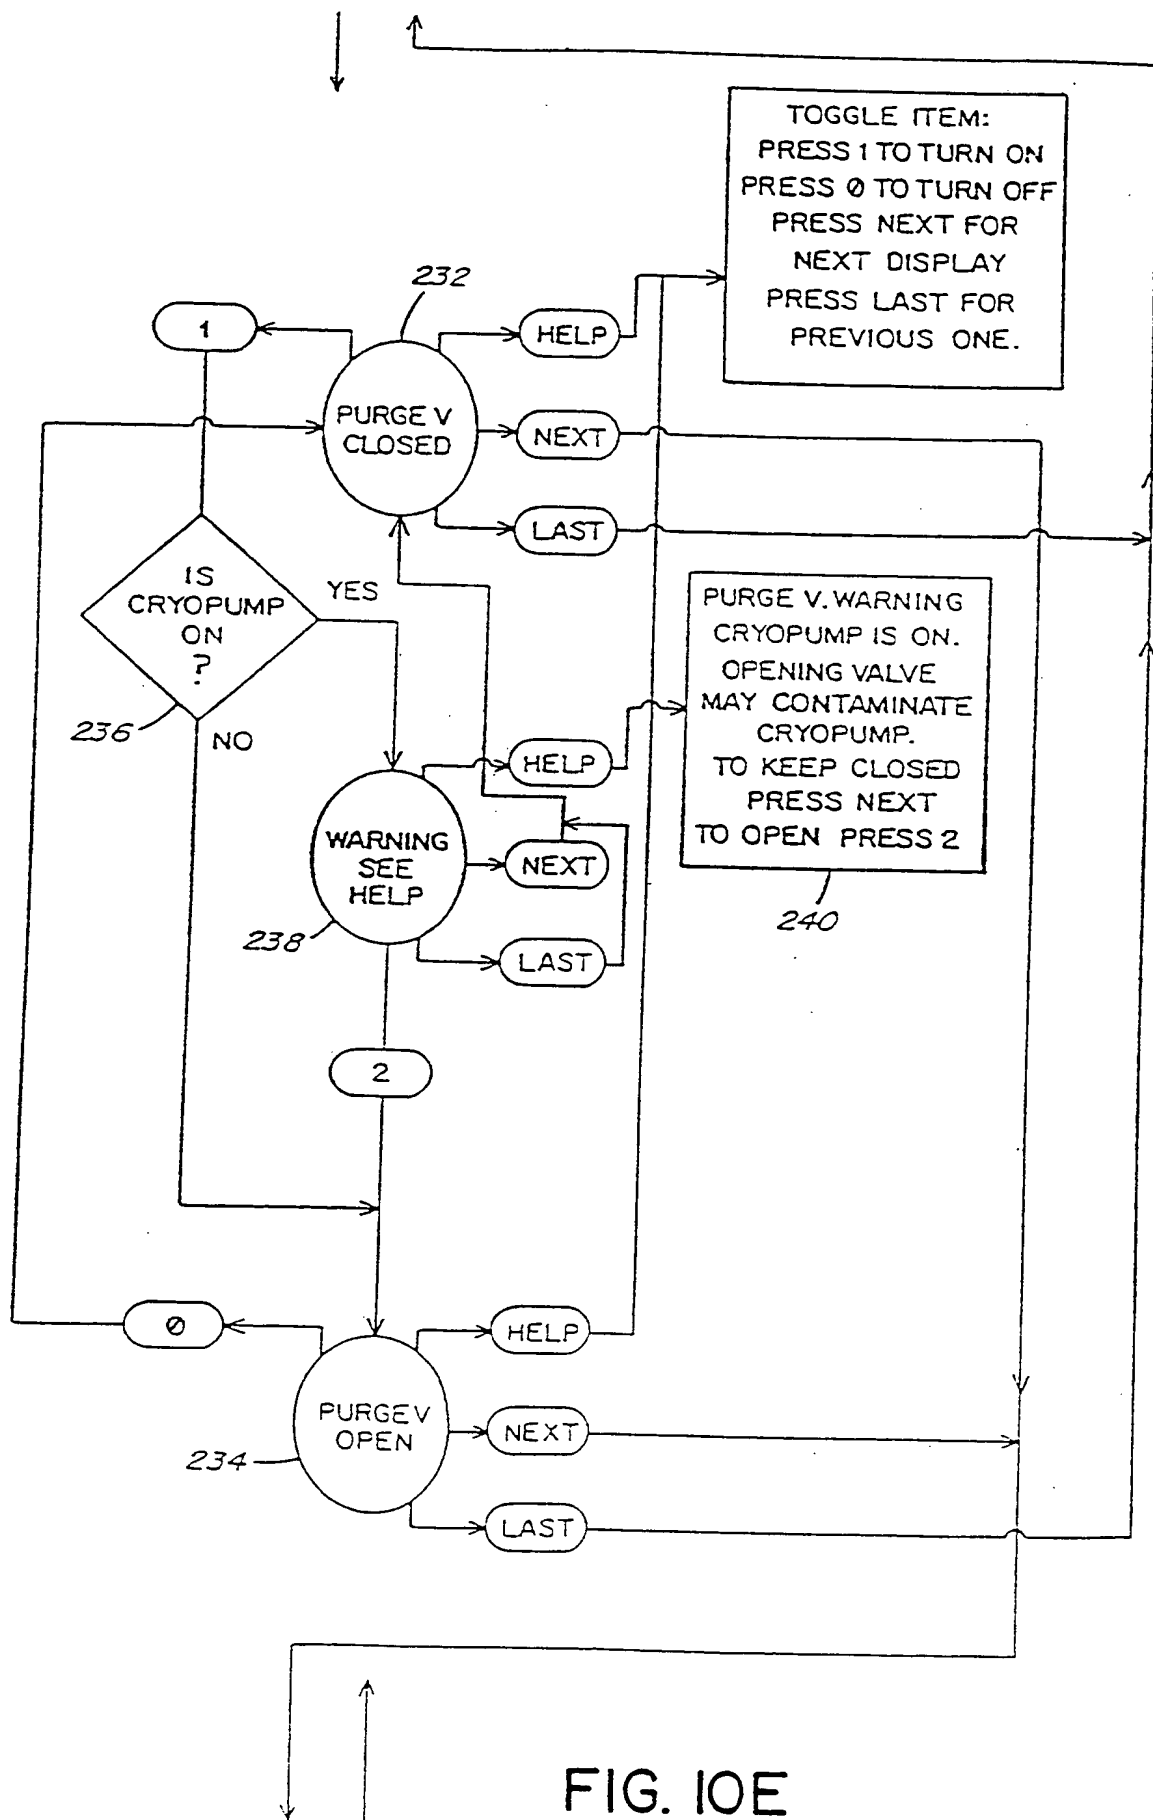 TOGGLE ITEM:
PRESS 1 TO TURN ON
PRESS 0 TO TURN OFF
PRESS NEXT FOR
NEXT DISPLAY
PRESS LAST FOR
PREVIOUS ONE.
232
1
HELP
PURGE V
CLOSED
NEXT
LAST
IS
CRYOPUMP
ON
?
YES
236
NO
PURGE V. WARNING
CRYOPUMP IS ON.
OPENING VALVE
MAY CONTAMINATE
CRYOPUMP.
TO KEEP CLOSED
PRESS NEXT
TO OPEN PRESS 2
240
HELP
WARNING
SEE
HELP
NEXT
238
LAST
2
0
HELP
PURGE V
OPEN
NEXT
234
LAST
FIG. 10E